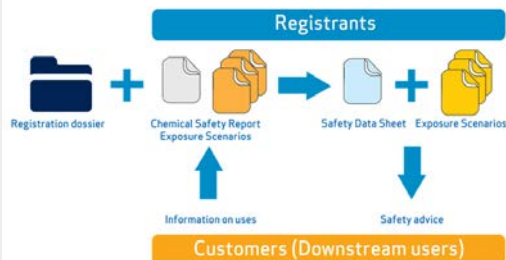 Registrants
Registration dossier
Chemical Safety Report
Exposure Scenarios
Safety Data Sheet
Exposure Scenarios
Information on uses
Safety advice
Customers (Downstream users)